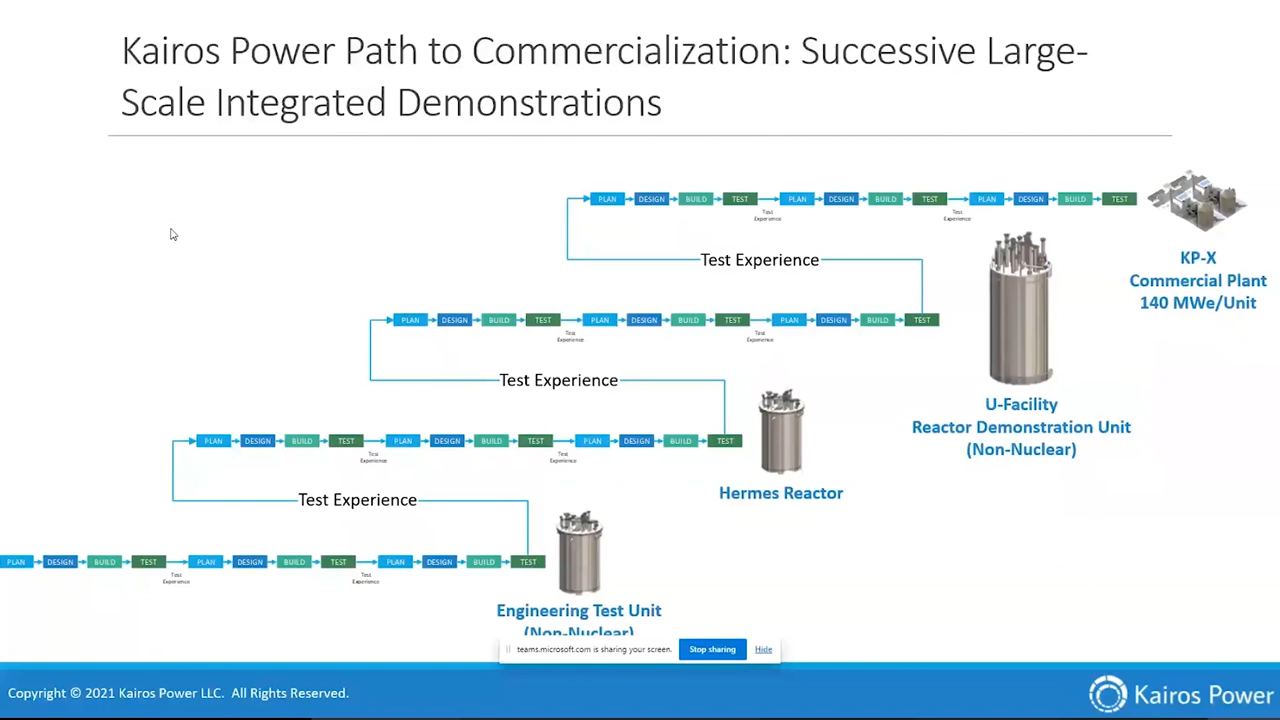 Kairos Power Path to Commercialization: Successive Large-
Scale Integrated Demonstrations
PLAN DESIGN BUILD TEST PLAN DESIGN BUILD TEST PLAN DESIGN BUILD TEST
Test
Experience
Test
Experience
KP-X
Commercial Plant
140 MWe/Unit
Test Experience
PLAN DESIGN BUILD TEST PLAN DESIGN BUILD TEST PLAN DESIGN BUILD TEST
Test
Experience
Test
Experience
U-Facility
Reactor Demonstration Unit
(Non-Nuclear)
Test Experience
PLAN DESIGN BUILD TEST PLAN DESIGN BUILD TEST PLAN DESIGN BUILD TEST
Test
Experience
Test
Experience
Hermes Reactor
Test Experience
PLAN DESIGN BUILD TEST PLAN DESIGN BUILD TEST PLAN DESIGN BUILD TEST
Test
Experience
Test
Experience
Engineering Test Unit
(Non-Nuclear)
teams.microsoft.com is sharing your screen. Stop sharing Hide
Copyright © 2021 Kairos Power LLC. All Rights Reserved.
Kairos Power